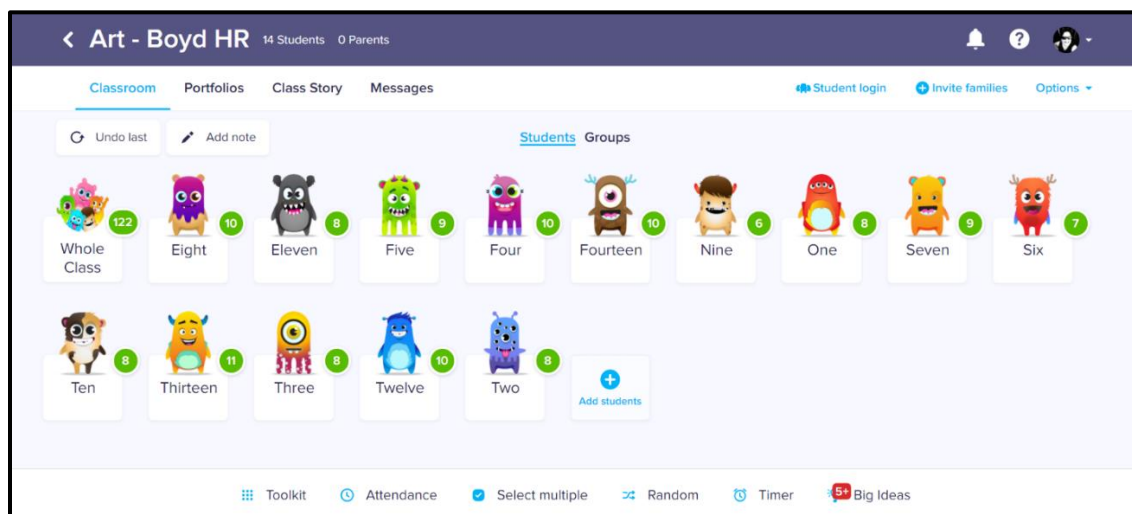 Art - Boyd HR 14 Students 0 Parents
Classroom Portfolios Class Story Messages Student login Invite families Options
Undo last Add note Students Groups
122 10 8 9 10 10 6 8 9 7
Whole Class Eight Eleven Five Four Fourteen Nine One Seven Six
8 11 8 10 8
Ten Thirteen Three Twelve Two Add students
Toolkit Attendance Select multiple Random Timer 5+ Big Ideas